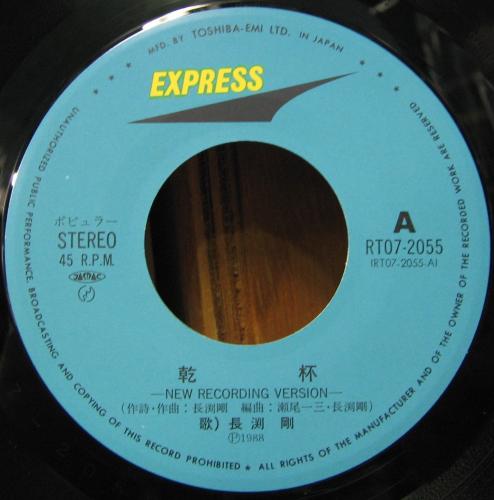 MFD. BY TOSHIBA-EMI LTD. IN JAPAN
EXPRESS
ポピュラー
STEREO
45 R.P.M.
JASRAC
A
RT07-2055
(RT07-2055-A)
乾杯
—NEW RECORDING VERSION—
(作詩・作曲：長渕剛 編曲：瀬尾一三・長渕剛)
歌) 長渕 剛
Ⓟ1988
UNAUTHORIZED PUBLIC PERFORMANCE, BROADCASTING AND COPYING OF THIS RECORD PROHIBITED ★ ALL RIGHTS OF THE MANUFACTURER AND OF THE OWNER OF THE RECORDED WORK ARE RESERVED